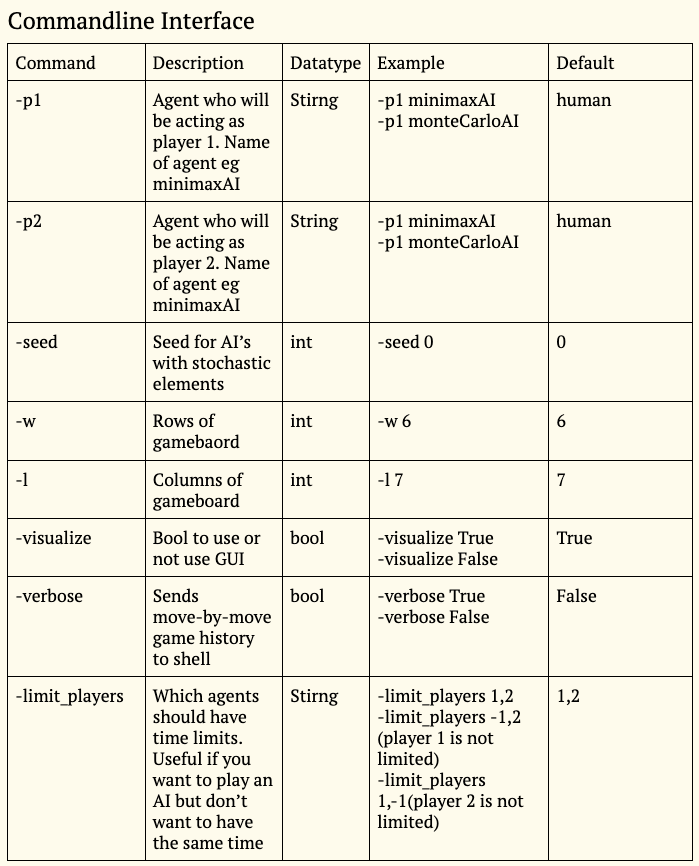 Commandline Interface
Command Description Datatype Example Default
-p1 Agent who will be acting as player 1. Name of agent eg minimaxAI Stirng -p1 minimaxAI -p1 monteCarloAI human
-p2 Agent who will be acting as player 2. Name of agent eg minimaxAI String -p1 minimaxAI -p1 monteCarloAI human
-seed Seed for AI’s with stochastic elements int -seed 0 0
-w Rows of gamebaord int -w 6 6
-l Columns of gameboard int -l 7 7
-visualize Bool to use or not use GUI bool -visualize True -visualize False True
-verbose Sends move-by-move game history to shell bool -verbose True -verbose False False
-limit_players Which agents should have time limits. Useful if you want to play an AI but don’t want to have the same time Stirng -limit_players 1,2 -limit_players -1,2 (player 1 is not limited) -limit_players 1,-1(player 2 is not limited) 1,2